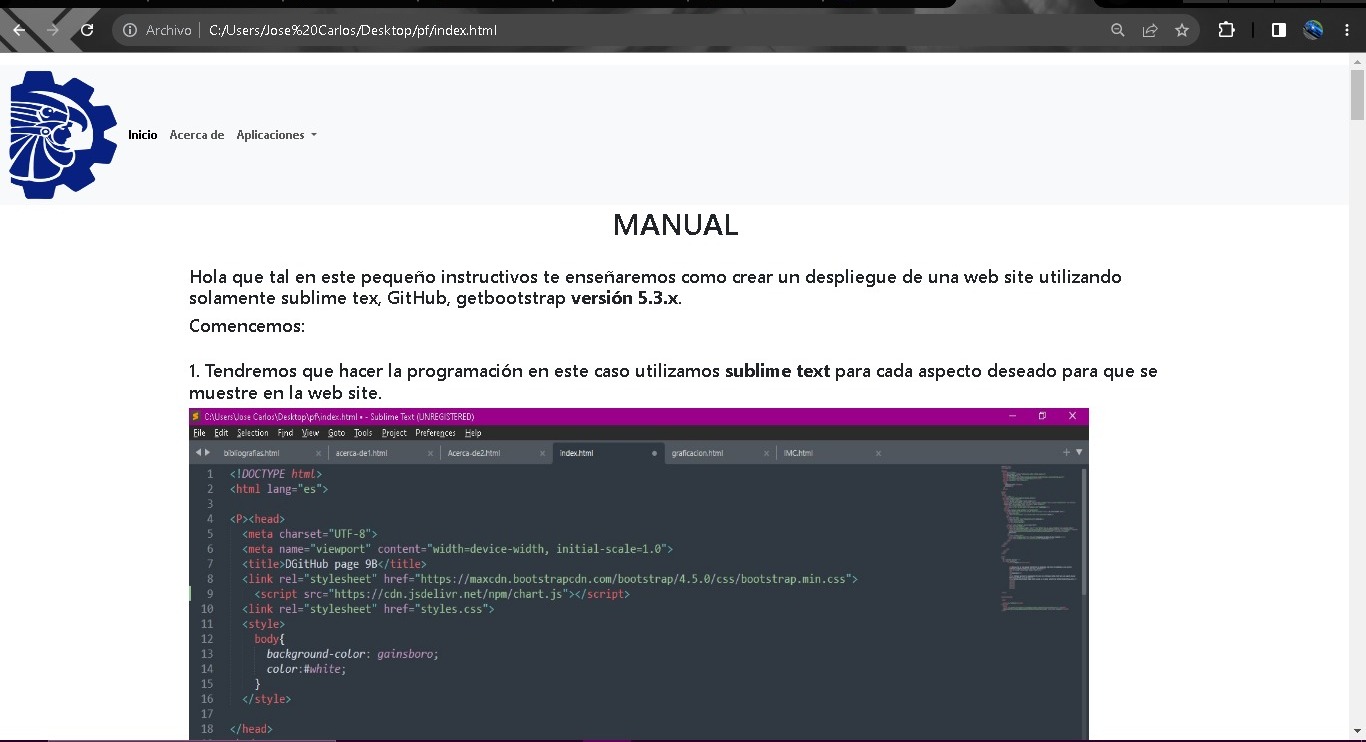 Archivo C:/Users/Jose%20Carlos/Desktop/pf/index.html
Inicio Acerca de Aplicaciones
MANUAL
Hola que tal en este pequeño instructivos te enseñaremos como crear un despliegue de una web site utilizando
solamente sublime tex, GitHub, getbootstrap versión 5.3.x.
Comencemos:
1. Tendremos que hacer la programación en este caso utilizamos sublime text para cada aspecto deseado para que se
muestre en la web site.
C:\Users\Jose Carlos\Desktop\pf\index.html • - Sublime Text (UNREGISTERED)
File Edit Selection Find View Goto Tools Project Preferences Help
bibliografies.html acerca-de1.html Acerca-de2.html index.html graficacion.html IMC.html
1 <!DOCTYPE html>
2 <html lang="es">
3
4 <P><head>
5 <meta charset="UTF-8">
6 <meta name="viewport" content="width=device-width, initial-scale=1.0">
7 <title>DGitHub page 9B</title>
8 <link rel="stylesheet" href="https://maxcdn.bootstrapcdn.com/bootstrap/4.5.0/css/bootstrap.min.css">
9 <script src="https://cdn.jsdelivr.net/npm/chart.js"></script>
10 <link rel="stylesheet" href="styles.css">
11 <style>
12 body{
13 background-color: gainsboro;
14 color:#white;
15 }
16 </style>
17
18 </head>